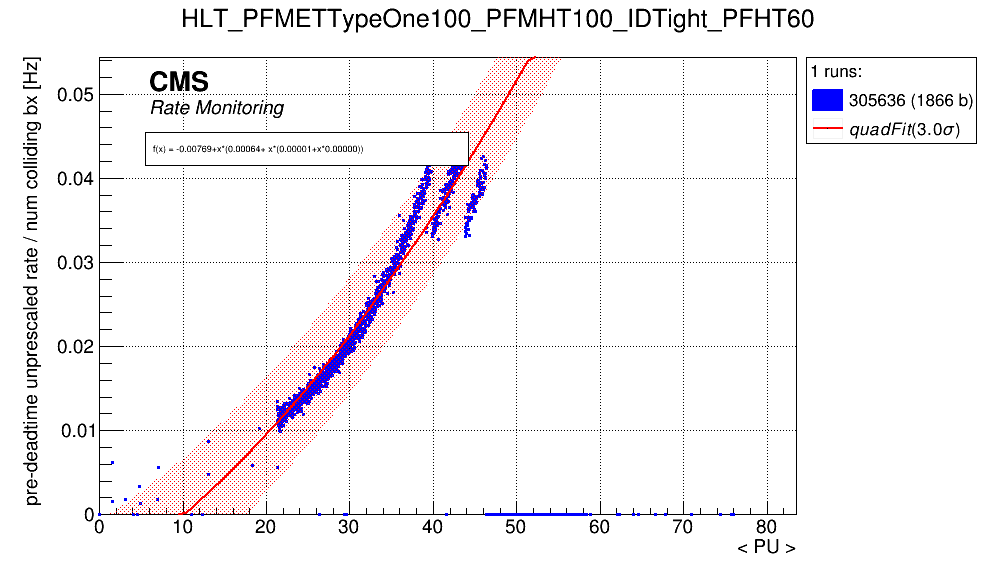 HLT_PFMETTypeOne100_PFMHT100_IDTight_PFHT60
pre-deadtime unprescaled rate / num colliding bx [Hz]
CMS
Rate Monitoring
f(x) = -0.00769+x*(0.00064+ x*(0.00001+x*0.00000))
1 runs:
305636 (1866 b)
quadFit(3.0σ)
0.05
0.04
0.03
0.02
0.01
0
0 10 20 30 40 50 60 70 80
< PU >